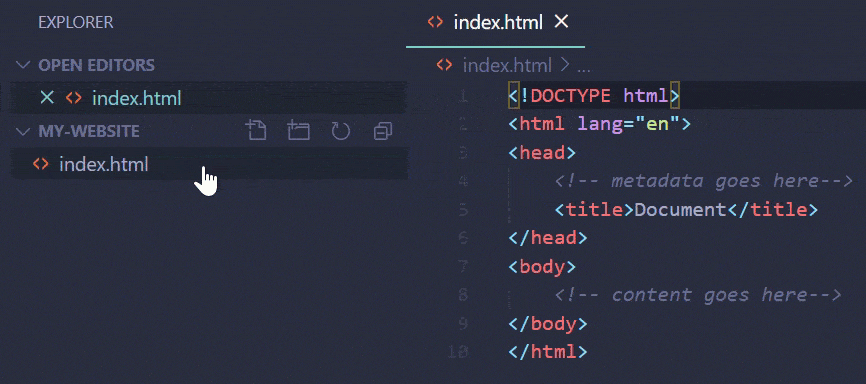 EXPLORER
OPEN EDITORS
index.html
MY-WEBSITE
index.html
index.html
index.html > ...
1 <!DOCTYPE html>
2 <html lang="en">
3 <head>
4     <!-- metadata goes here-->
5     <title>Document</title>
6 </head>
7 <body>
8     <!-- content goes here-->
9 </body>
10 </html>